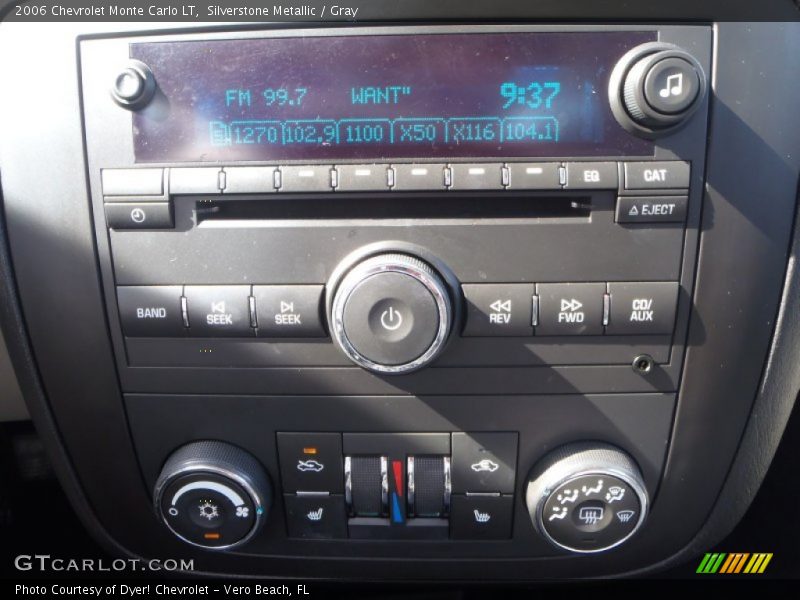 2006 Chevrolet Monte Carlo LT,  Silverstone Metallic / Gray
FM 99.7 WANT" 9:37
1270 102.9 1100 X50 X116 104.1
EQ CAT
EJECT
BAND SEEK SEEK REV FWD CD/AUX
GTCARLOT.COM
Photo Courtesy of Dyer! Chevrolet - Vero Beach, FL